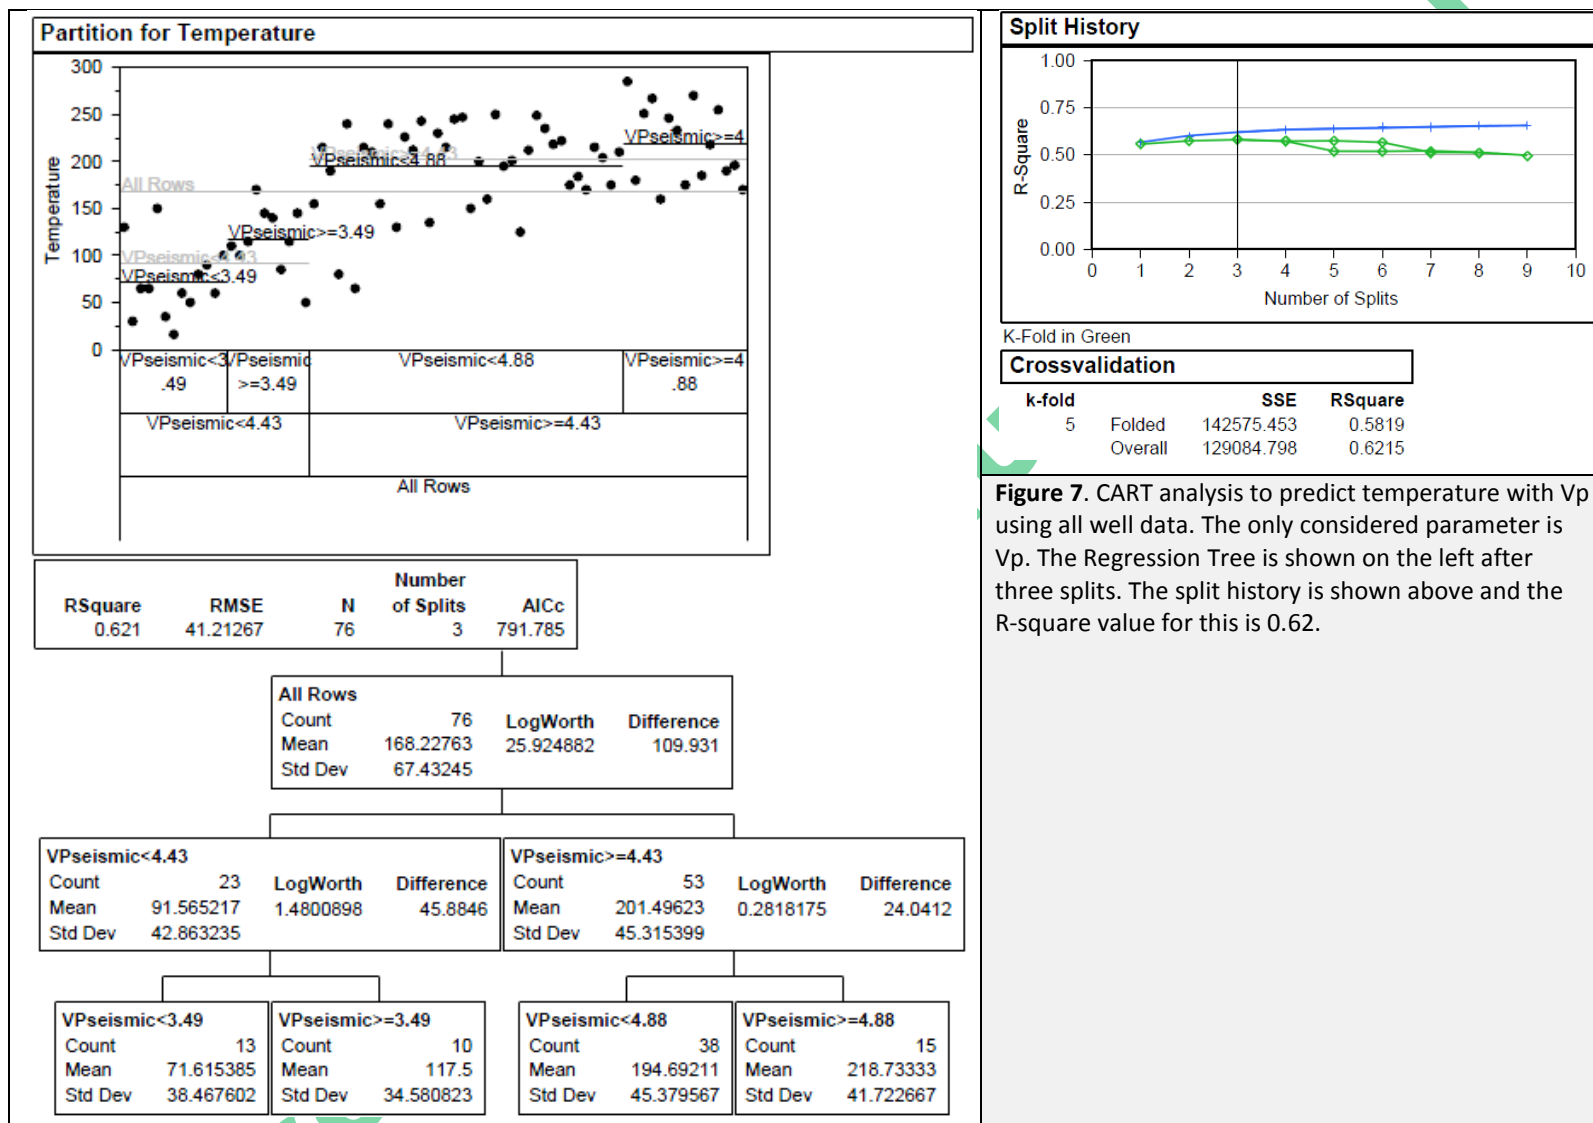 Partition for Temperature
300
250
200
150
100
50
0
Temperature
All Rows
VPseismic<4.43
VPseismic<3.49
VPseismic>=3.49
VPseismic>=4.43
VPseismic<4.88
VPseismic>=4
VPseismic<3
.49
VPseismic
>=3.49
VPseismic<4.88
VPseismic>=4
.88
VPseismic<4.43
VPseismic>=4.43
All Rows
RSquare RMSE N Number of Splits AICc
0.621 41.21267 76 3 791.785
All Rows
Count 76 LogWorth Difference
Mean 168.22763 25.924882 109.931
Std Dev 67.43245
VPseismic<4.43
Count 23 LogWorth Difference
Mean 91.565217 1.4800898 45.8846
Std Dev 42.863235
VPseismic>=4.43
Count 53 LogWorth Difference
Mean 201.49623 0.2818175 24.0412
Std Dev 45.315399
VPseismic<3.49
Count 13
Mean 71.615385
Std Dev 38.467602
VPseismic>=3.49
Count 10
Mean 117.5
Std Dev 34.580823
VPseismic<4.88
Count 38
Mean 194.69211
Std Dev 45.379567
VPseismic>=4.88
Count 15
Mean 218.73333
Std Dev 41.722667
Split History
1.00
0.75
0.50
0.25
0.00
R-Square
0 1 2 3 4 5 6 7 8 9 10
Number of Splits
K-Fold in Green
Crossvalidation
k-fold SSE RSquare
5 Folded 142575.453 0.5819
Overall 129084.798 0.6215
Figure 7. CART analysis to predict temperature with Vp
using all well data. The only considered parameter is
Vp. The Regression Tree is shown on the left after
three splits. The split history is shown above and the
R-square value for this is 0.62.